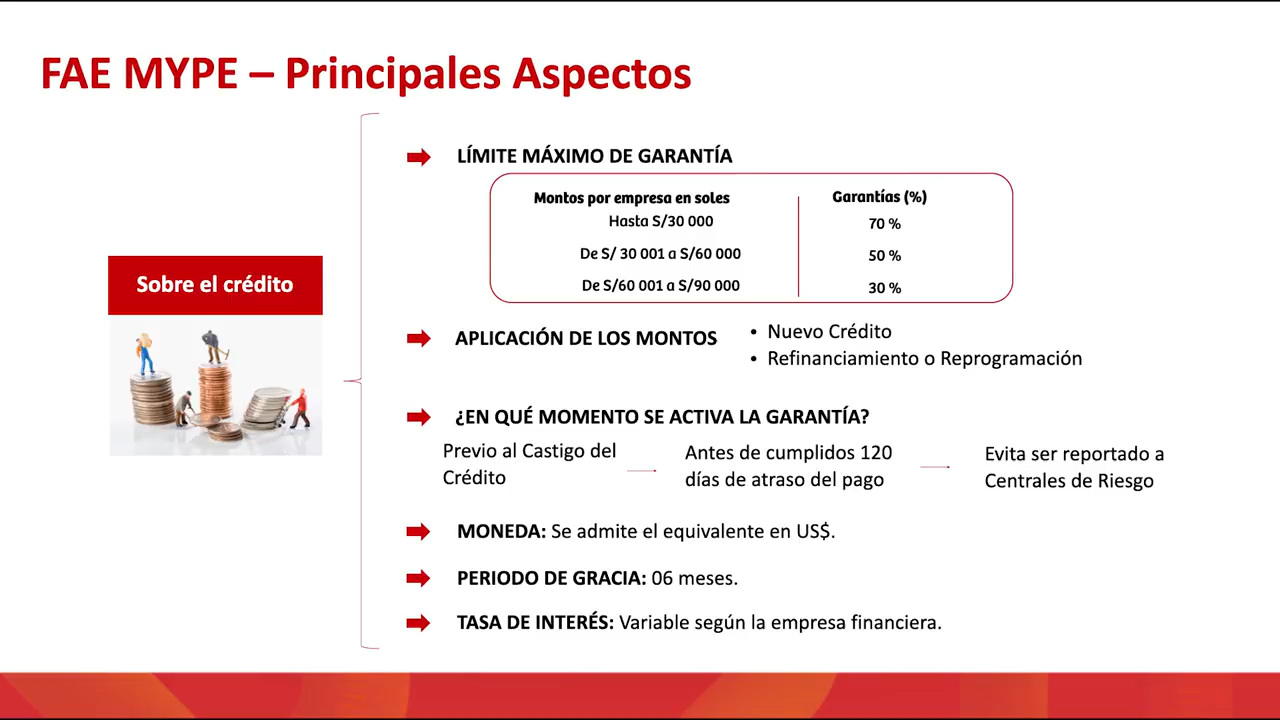 FAE MYPE – Principales Aspectos
Sobre el crédito
LÍMITE MÁXIMO DE GARANTÍA
Montos por empresa en soles Garantías (%)
Hasta S/30 000 70 %
De S/ 30 001 a S/60 000 50 %
De S/60 001 a S/90 000 30 %
APLICACIÓN DE LOS MONTOS
• Nuevo Crédito
• Refinanciamiento o Reprogramación
¿EN QUÉ MOMENTO SE ACTIVA LA GARANTÍA?
Previo al Castigo del
Crédito
Antes de cumplidos 120
días de atraso del pago
Evita ser reportado a
Centrales de Riesgo
MONEDA: Se admite el equivalente en US$.
PERIODO DE GRACIA: 06 meses.
TASA DE INTERÉS: Variable según la empresa financiera.